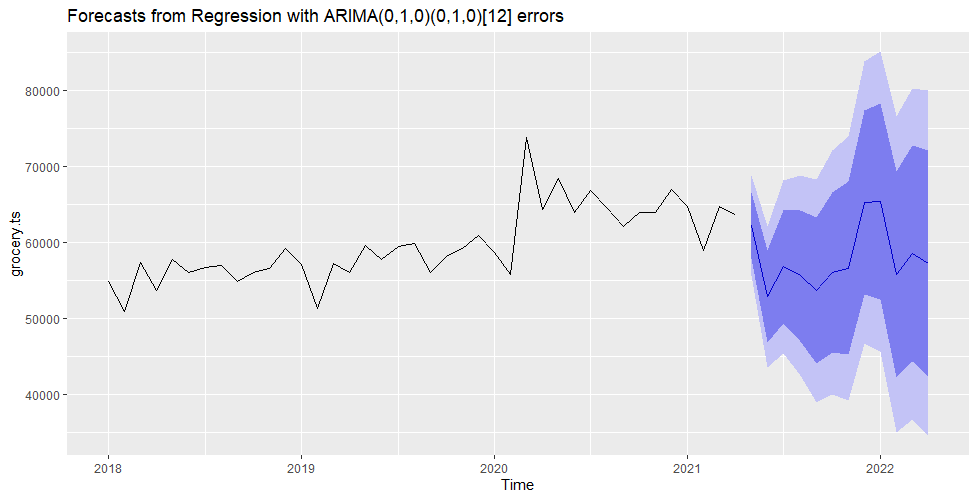 Forecasts from Regression with ARIMA(0,1,0)(0,1,0)[12] errors
80000
70000
60000
50000
40000
grocery.ts
2018 2019 2020 2021 2022
Time